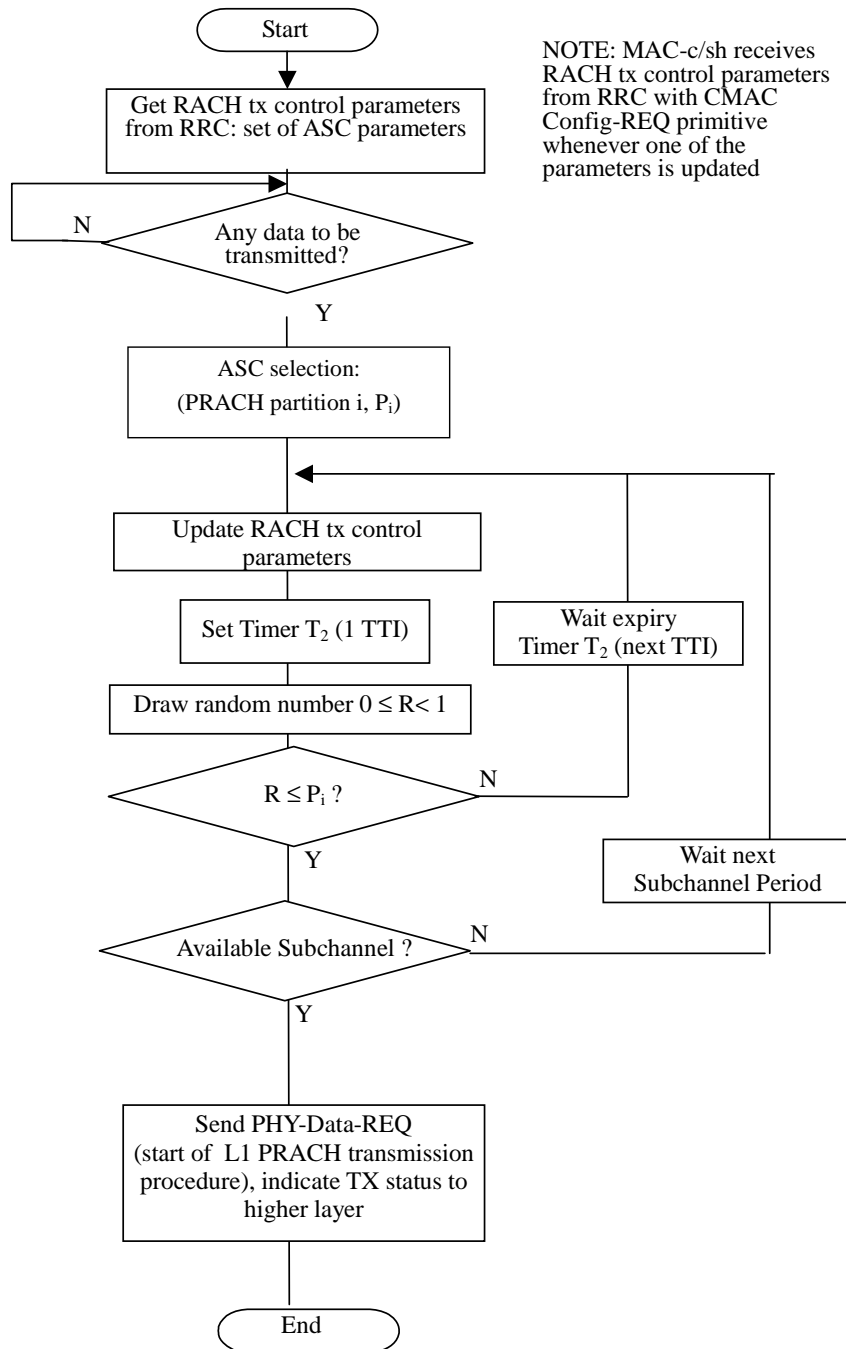 Start
NOTE: MAC-c/sh receives
RACH tx control parameters
from RRC with CMAC
Config-REQ primitive
whenever one of the
parameters is updated
Get RACH tx control parameters
from RRC: set of ASC parameters
N
Any data to be
transmitted?
Y
ASC selection:
(PRACH partition i, Pᵢ)
Update RACH tx control
parameters
Set Timer T₂ (1 TTI)
Wait expiry
Timer T₂ (next TTI)
Draw random number 0 ≤ R< 1
R ≤ Pᵢ ?
N
Y
Wait next
Subchannel Period
Available Subchannel ?
N
Y
Send PHY-Data-REQ
(start of L1 PRACH transmission
procedure), indicate TX status to
higher layer
End